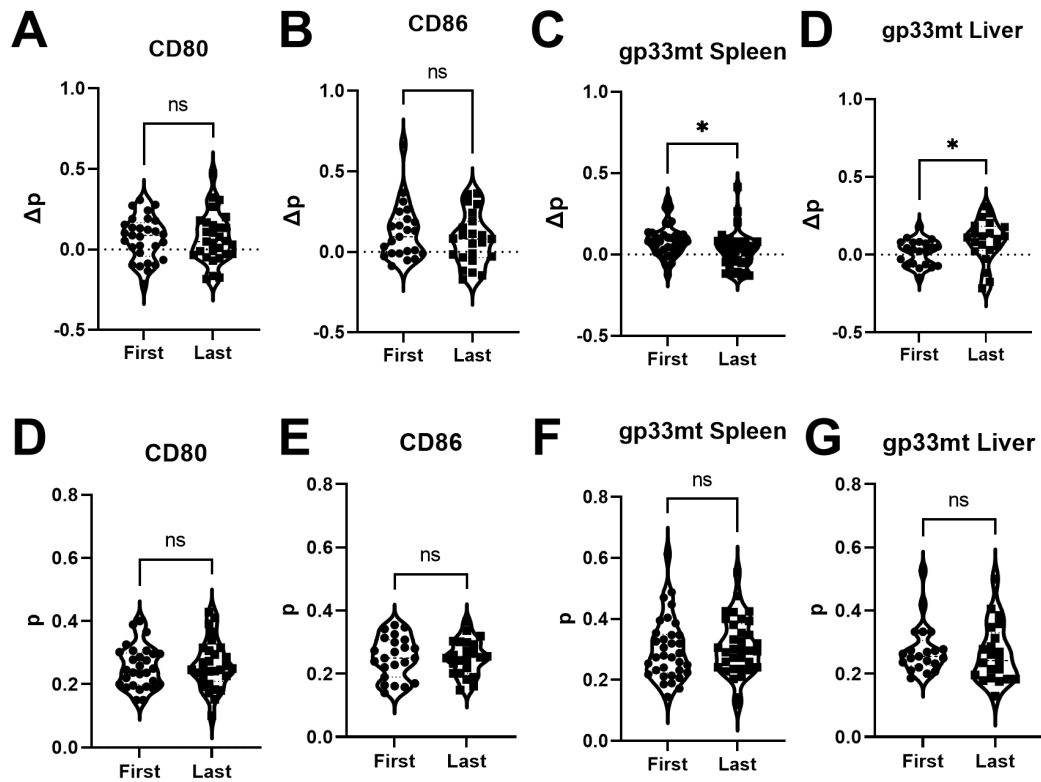 A
CD80
1.0
0.5
0.0
-0.5
Δp
ns
First
Last
B
CD86
1.0
0.5
0.0
-0.5
Δp
ns
First
Last
C
gp33mt Spleen
1.0
0.5
0.0
-0.5
Δp
*
First
Last
D
gp33mt Liver
1.0
0.5
0.0
-0.5
Δp
*
First
Last
D
CD80
0.8
0.6
0.4
0.2
0.0
p
ns
First
Last
E
CD86
0.8
0.6
0.4
0.2
0.0
p
ns
First
Last
F
gp33mt Spleen
0.8
0.6
0.4
0.2
0.0
p
ns
First
Last
G
gp33mt Liver
0.8
0.6
0.4
0.2
0.0
p
ns
First
Last